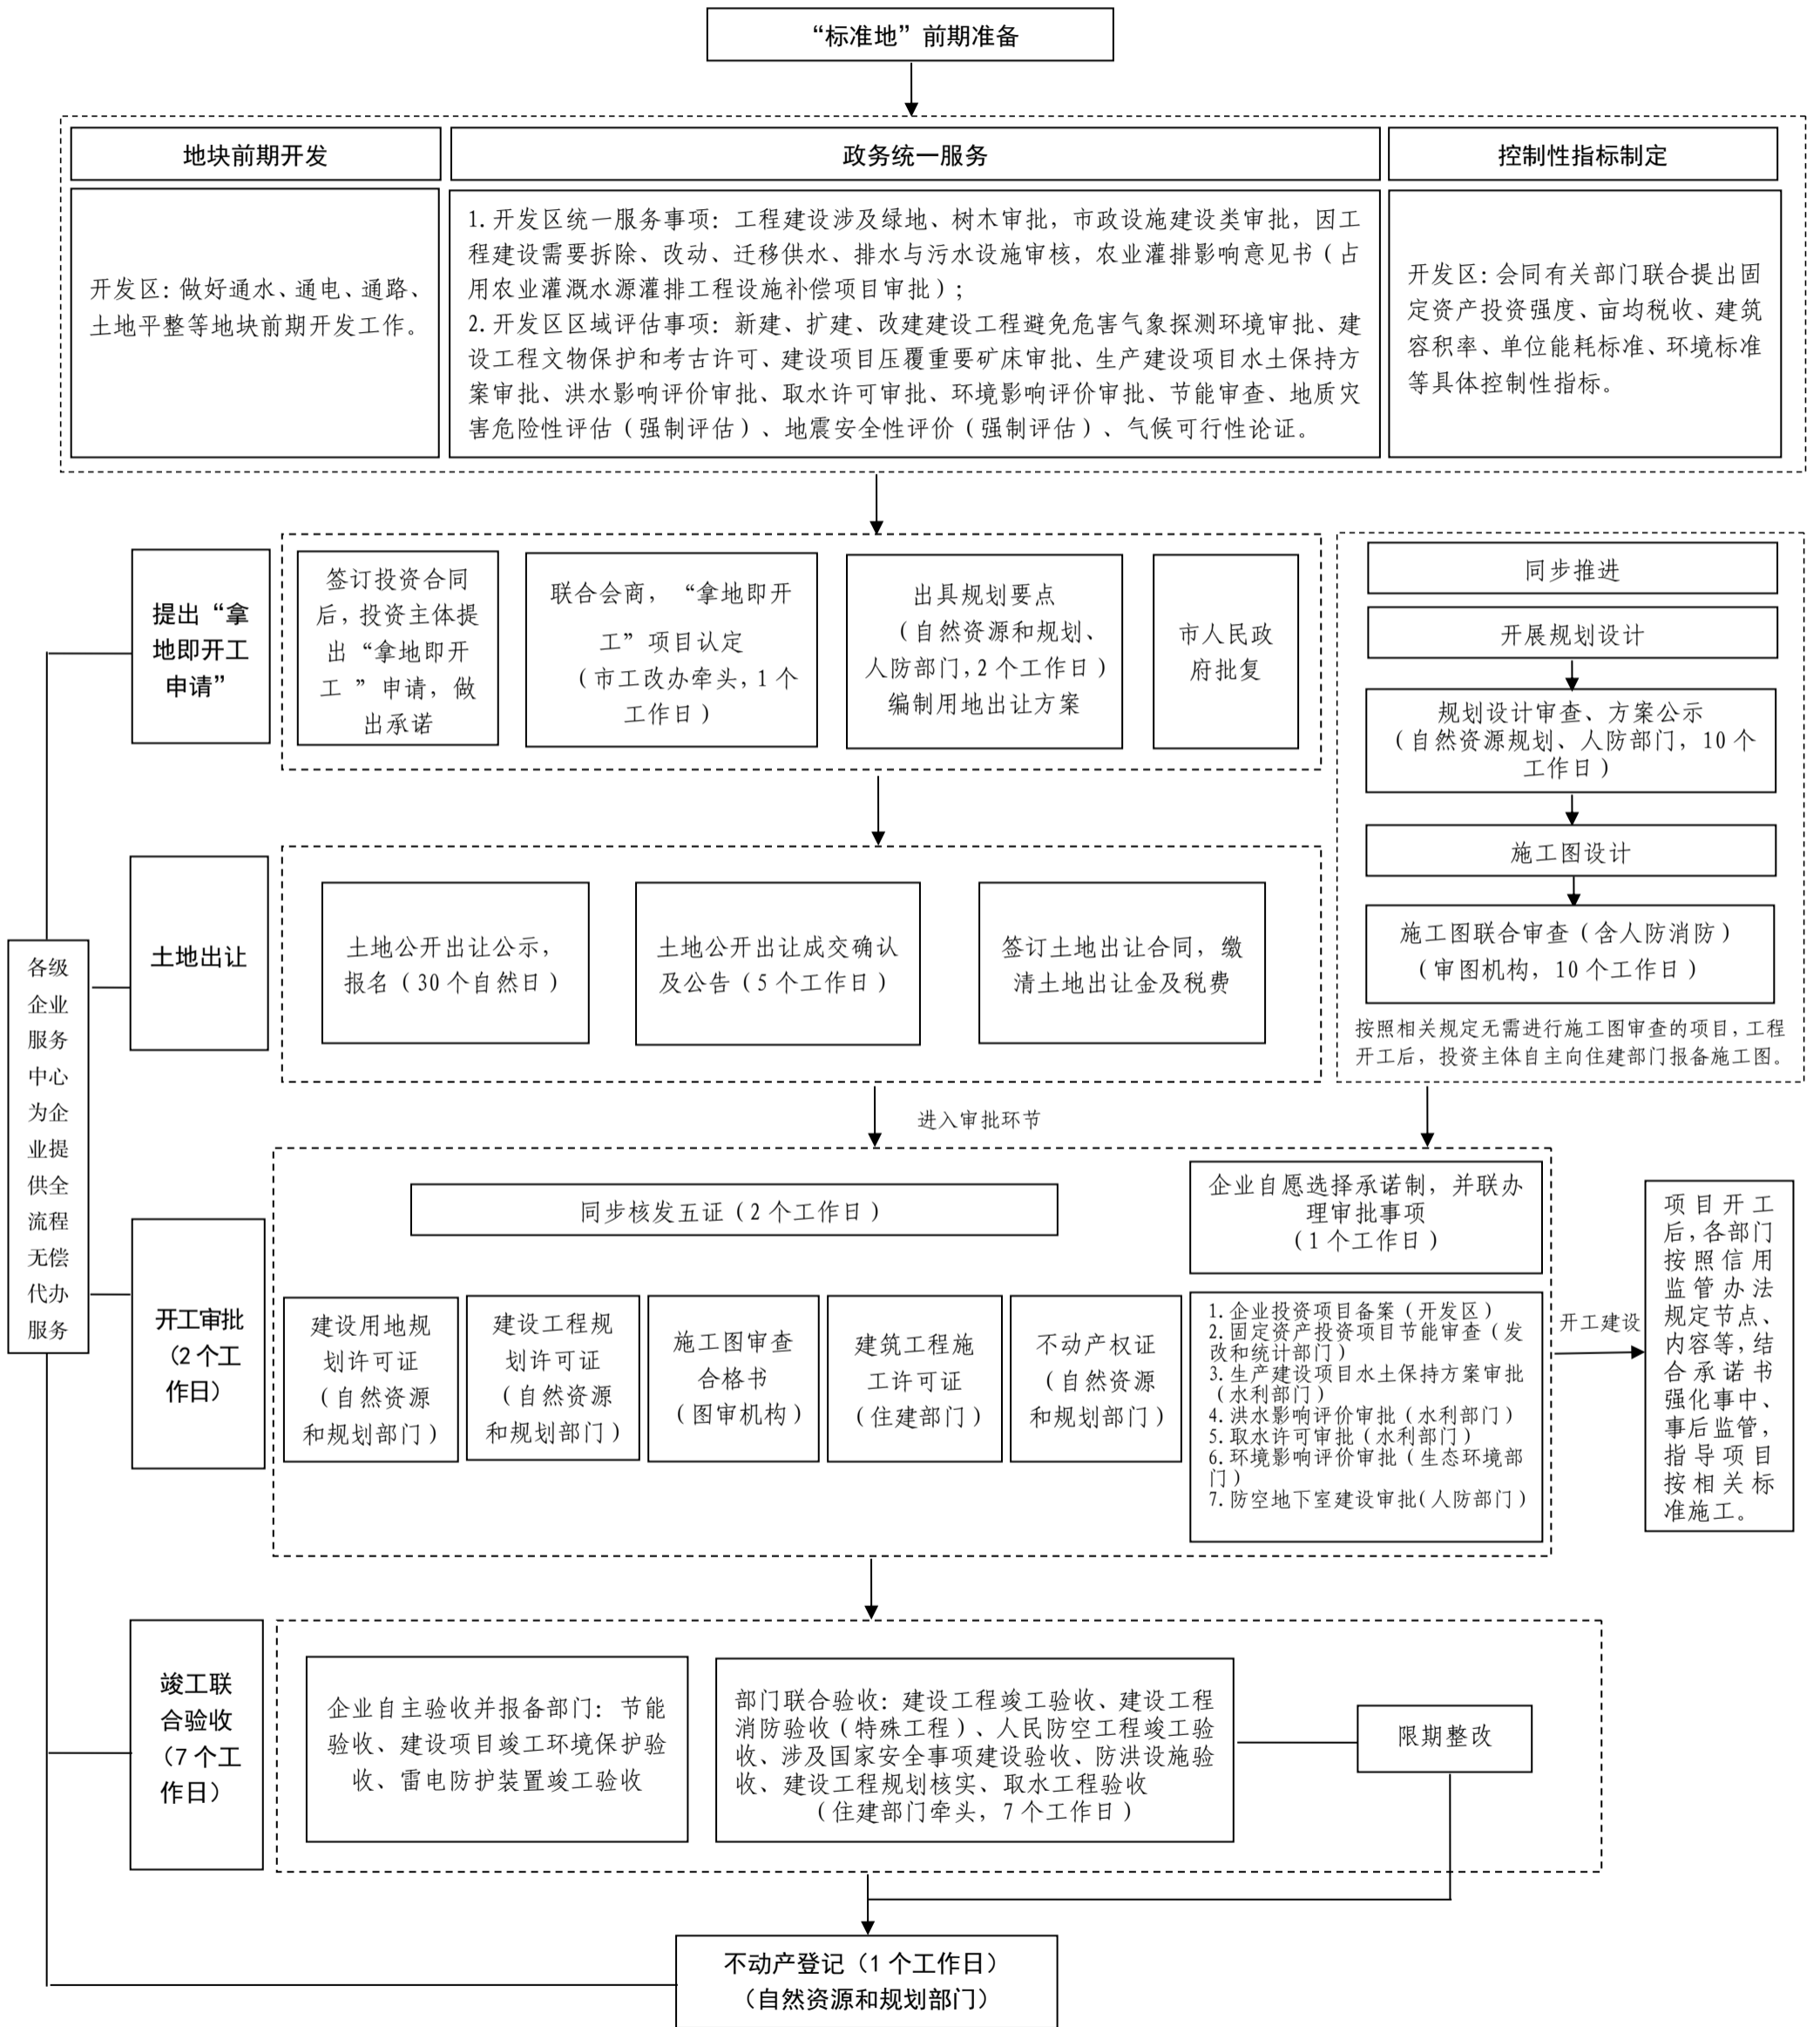 “标准地”前期准备
地块前期开发
政务统一服务
控制性指标制定
开发区：做好通水、通电、通路、
土地平整等地块前期开发工作。
1.开发区统一服务事项：工程建设涉及绿地、树木审批，市政设施建设类审批，因工
程建设需要拆除、改动、迁移供水、排水与污水设施审核，农业灌排影响意见书（占
用农业灌溉水源灌排工程设施补偿项目审批）；
2.开发区区域评估事项：新建、扩建、改建建设工程避免危害气象探测环境审批、建
设工程文物保护和考古许可、建设项目压覆重要矿床审批、生产建设项目水土保持方
案审批、洪水影响评价审批、取水许可审批、环境影响评价审批、节能审查、地质灾
害危险性评估（强制评估）、地震安全性评价（强制评估）、气候可行性论证。
开发区：会同有关部门联合提出固
定资产投资强度、亩均税收、建筑
容积率、单位能耗标准、环境标准
等具体控制性指标。
提出“拿
地即开工
申请”
签订投资合同
后，投资主体提
出“拿地即开
工 ”申请，做
出承诺
联合会商，“拿地即开
工”项目认定
（市工改办牵头，1个
工作日）
出具规划要点
（自然资源和规划、
人防部门，2个工作日）
编制用地出让方案
市人民政
府批复
同步推进
开展规划设计
规划设计审查、方案公示
（自然资源规划、人防部门，10个
工作日）
施工图设计
施工图联合审查（含人防消防）
（审图机构，10个工作日）
按照相关规定无需进行施工图审查的项目，工程
开工后，投资主体自主向住建部门报备施工图。
土地出让
土地公开出让公示，
报名（30个自然日）
土地公开出让成交确认
及公告（5个工作日）
签订土地出让合同，缴
清土地出让金及税费
各级
企业
服务
中心
为企
业提
供全
流程
无偿
代办
服务
进入审批环节
开工审批
（2个工
作日）
同步核发五证（2个工作日）
建设用地规
划许可证
（自然资源
和规划部门）
建设工程规
划许可证
（自然资源
和规划部门）
施工图审查
合格书
（图审机构）
建筑工程施
工许可证
（住建部门）
不动产权证
（自然资源
和规划部门）
企业自愿选择承诺制，并联办
理审批事项
（1个工作日）
1.企业投资项目备案（开发区）
2.固定资产投资项目节能审查（发
改和统计部门）
3.生产建设项目水土保持方案审批
（水利部门）
4.洪水影响评价审批（水利部门）
5.取水许可审批（水利部门）
6.环境影响评价审批（生态环境部
门）
7.防空地下室建设审批（人防部门）
开工建设
项目开工
后，各部门
按照信用
监管办法
规定节点、
内容等，结
合承诺书
强化事中、
事后监管，
指导项目
按相关标
准施工。
竣工联
合验收
（7个工
作日）
企业自主验收并报备部门：节能
验收、建设项目竣工环境保护验
收、雷电防护装置竣工验收
部门联合验收：建设工程竣工验收、建设工程
消防验收（特殊工程）、人民防空工程竣工验
收、涉及国家安全事项建设验收、防洪设施验
收、建设工程规划核实、取水工程验收
（住建部门牵头，7个工作日）
限期整改
不动产登记（1个工作日）
（自然资源和规划部门）